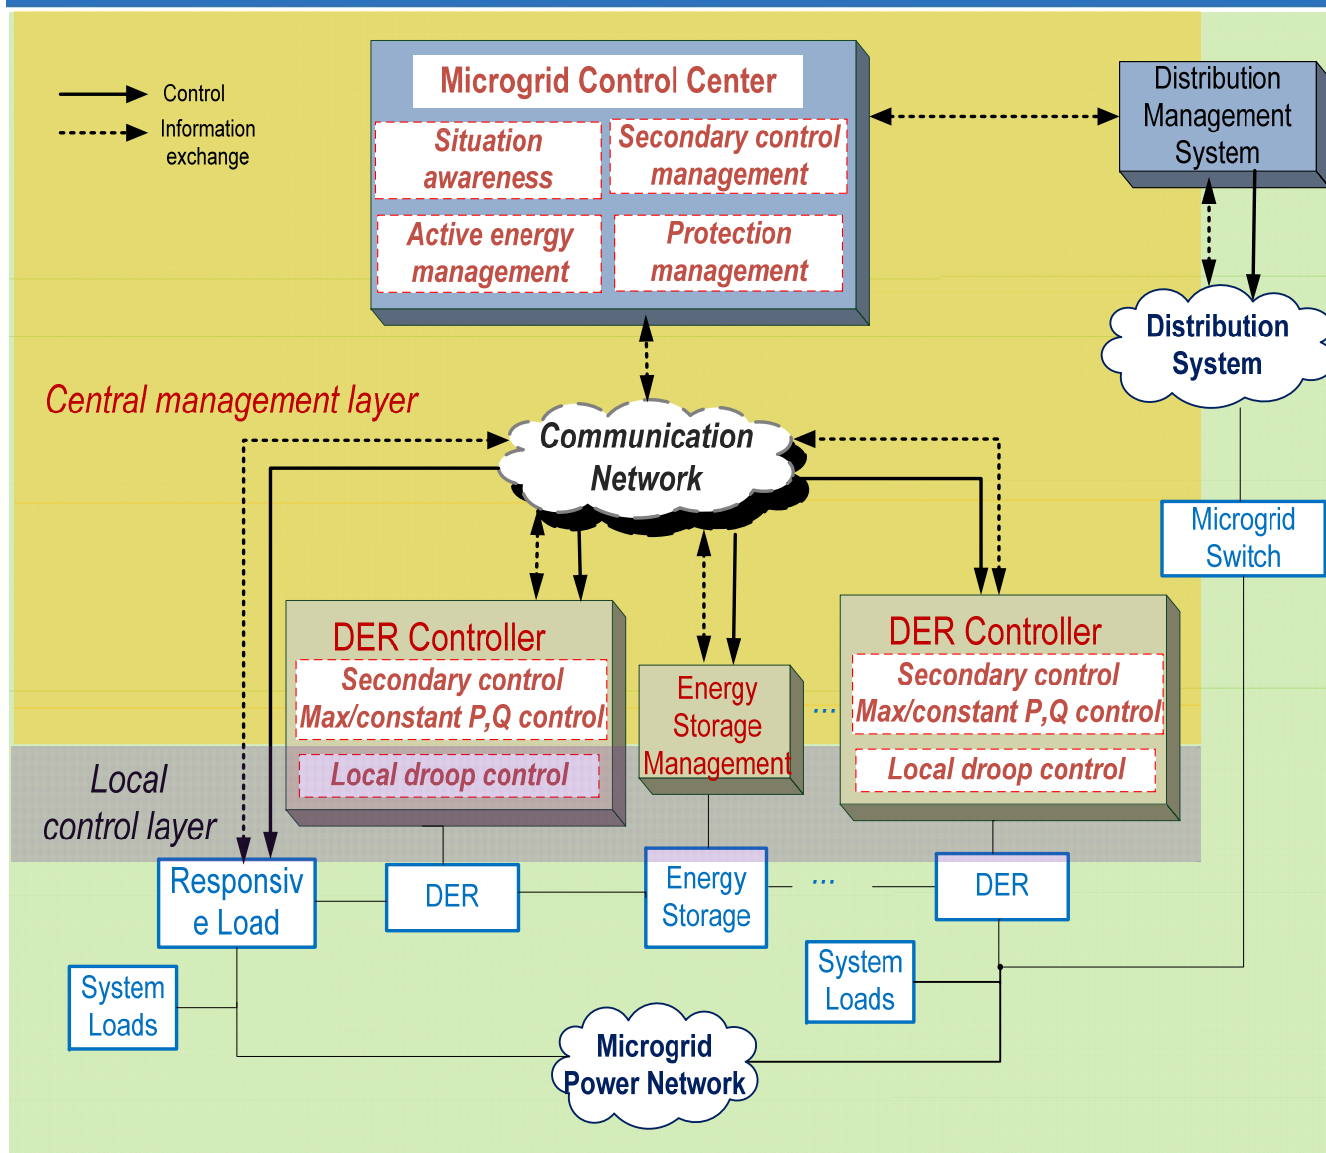 Microgrid Control Center
Distribution
Management
System
Control
Information
exchange
Situation
awareness
Secondary control
management
Active energy
management
Protection
management
Distribution
System
Central management layer
Communication
Network
Microgrid
Switch
DER Controller
Secondary control
Max/constant P,Q control
Local droop control
Energy
Storage
Management
...
DER Controller
Secondary control
Max/constant P,Q control
Local droop control
Local
control layer
Responsiv
e Load
DER
Energy
Storage
...
DER
System
Loads
System
Loads
Microgrid
Power Network